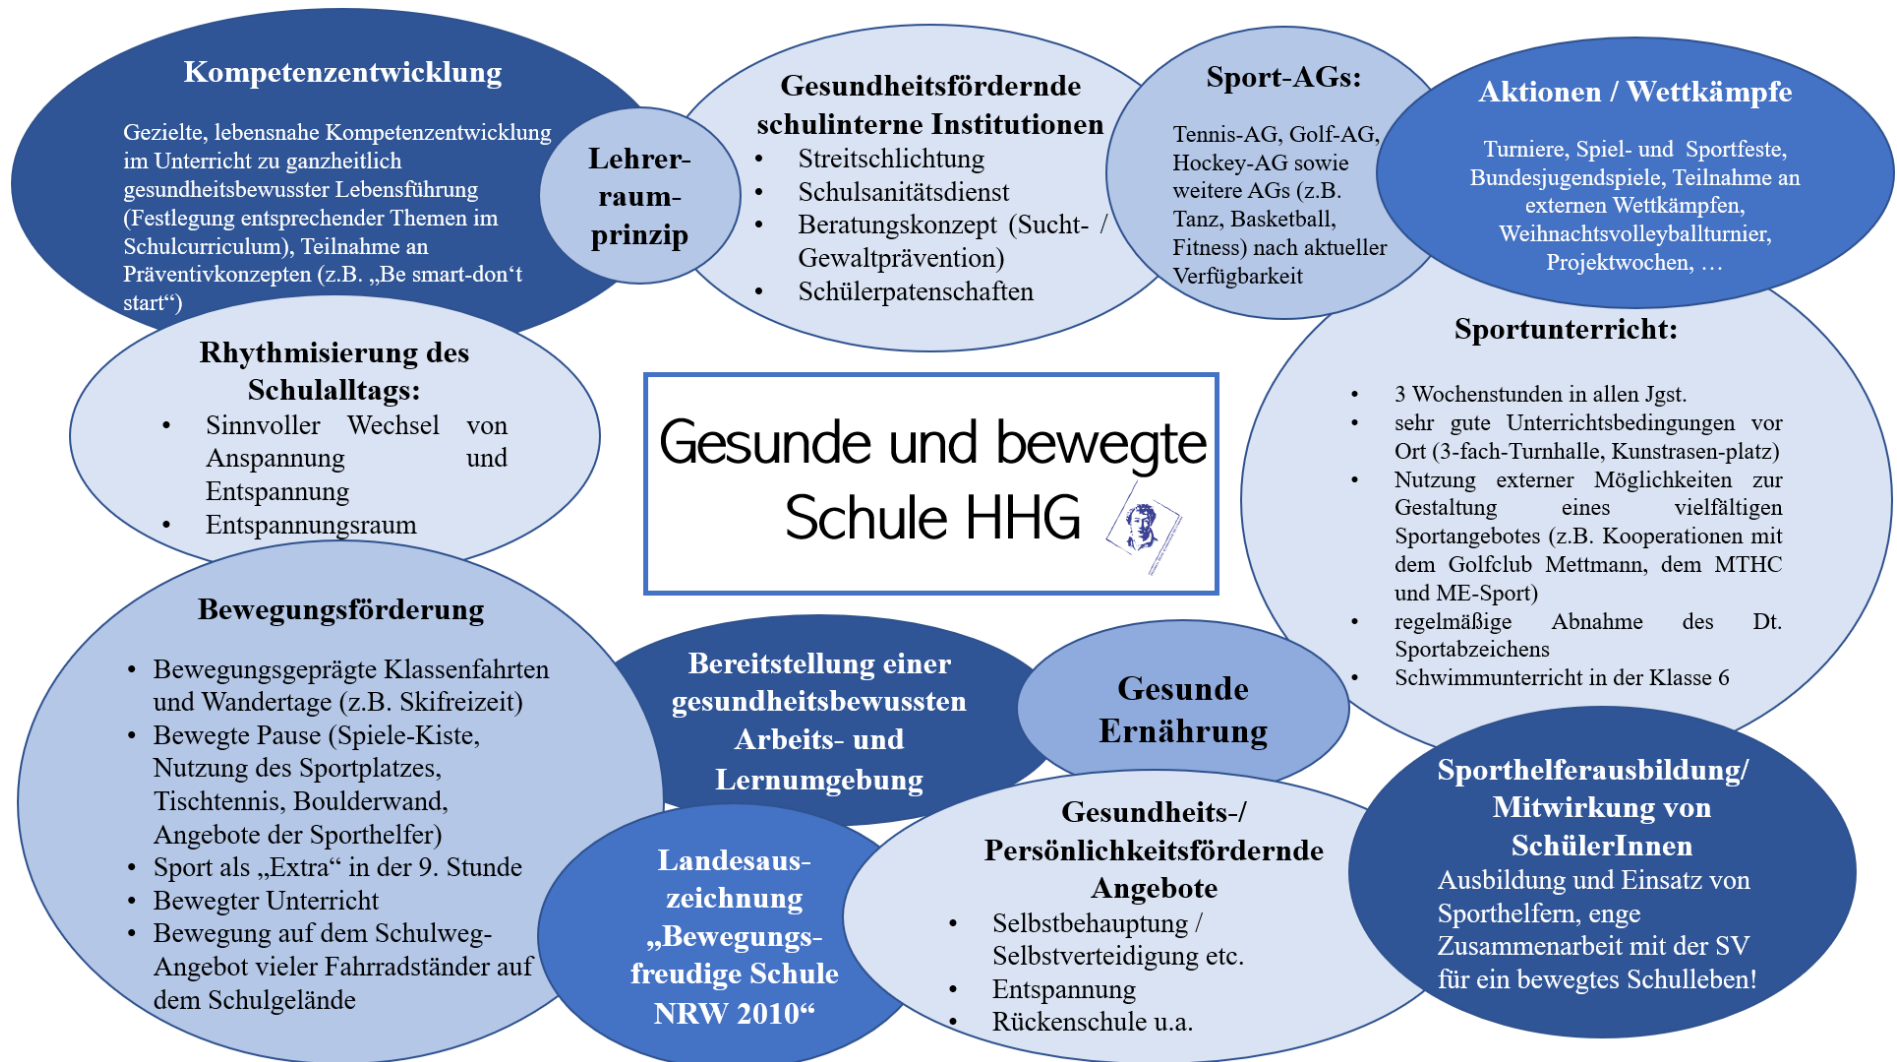 Kompetenzentwicklung
Gezielte, lebensnahe Kompetenzentwicklung
im Unterricht zu ganzheitlich
gesundheitsbewusster Lebensführung
(Festlegung entsprechender Themen im
Schulcurriculum), Teilnahme an
Präventivkonzepten (z.B. „Be smart-don‘t
start“)
Lehrer-
raum-
prinzip
Gesundheitsfördernde
schulinterne Institutionen
• Streitschlichtung
• Schulsanitätsdienst
• Beratungskonzept (Sucht- /
Gewaltprävention)
• Schülerpatenschaften
Sport-AGs:
Tennis-AG, Golf-AG,
Hockey-AG sowie
weitere AGs (z.B.
Tanz, Basketball,
Fitness) nach aktueller
Verfügbarkeit
Aktionen / Wettkämpfe
Turniere, Spiel- und Sportfeste,
Bundesjugendspiele, Teilnahme an
externen Wettkämpfen,
Weihnachtsvolleyballturnier,
Projektwochen, …
Rhythmisierung des
Schulalltags:
• Sinnvoller Wechsel von
Anspannung und
Entspannung
• Entspannungsraum
Gesunde und bewegte
Schule HHG
Sportunterricht:
• 3 Wochenstunden in allen Jgst.
• sehr gute Unterrichtsbedingungen vor
Ort (3-fach-Turnhalle, Kunstrasen-platz)
• Nutzung externer Möglichkeiten zur
Gestaltung eines vielfältigen
Sportangebotes (z.B. Kooperationen mit
dem Golfclub Mettmann, dem MTHC
und ME-Sport)
• regelmäßige Abnahme des Dt.
Sportabzeichens
• Schwimmunterricht in der Klasse 6
Bewegungsförderung
• Bewegungsgeprägte Klassenfahrten
und Wandertage (z.B. Skifreizeit)
• Bewegte Pause (Spiele-Kiste,
Nutzung des Sportplatzes,
Tischtennis, Boulderwand,
Angebote der Sporthelfer)
• Sport als „Extra“ in der 9. Stunde
• Bewegter Unterricht
• Bewegung auf dem Schulweg-
Angebot vieler Fahrradständer auf
dem Schulgelände
Bereitstellung einer
gesundheitsbewussten
Arbeits- und
Lernumgebung
Gesunde
Ernährung
Landesaus-
zeichnung
„Bewegungs-
freudige Schule
NRW 2010“
Gesundheits-/
Persönlichkeitsfördernde
Angebote
• Selbstbehauptung /
Selbstverteidigung etc.
• Entspannung
• Rückenschule u.a.
Sporthelferausbildung/
Mitwirkung von
SchülerInnen
Ausbildung und Einsatz von
Sporthelfern, enge
Zusammenarbeit mit der SV
für ein bewegtes Schulleben!